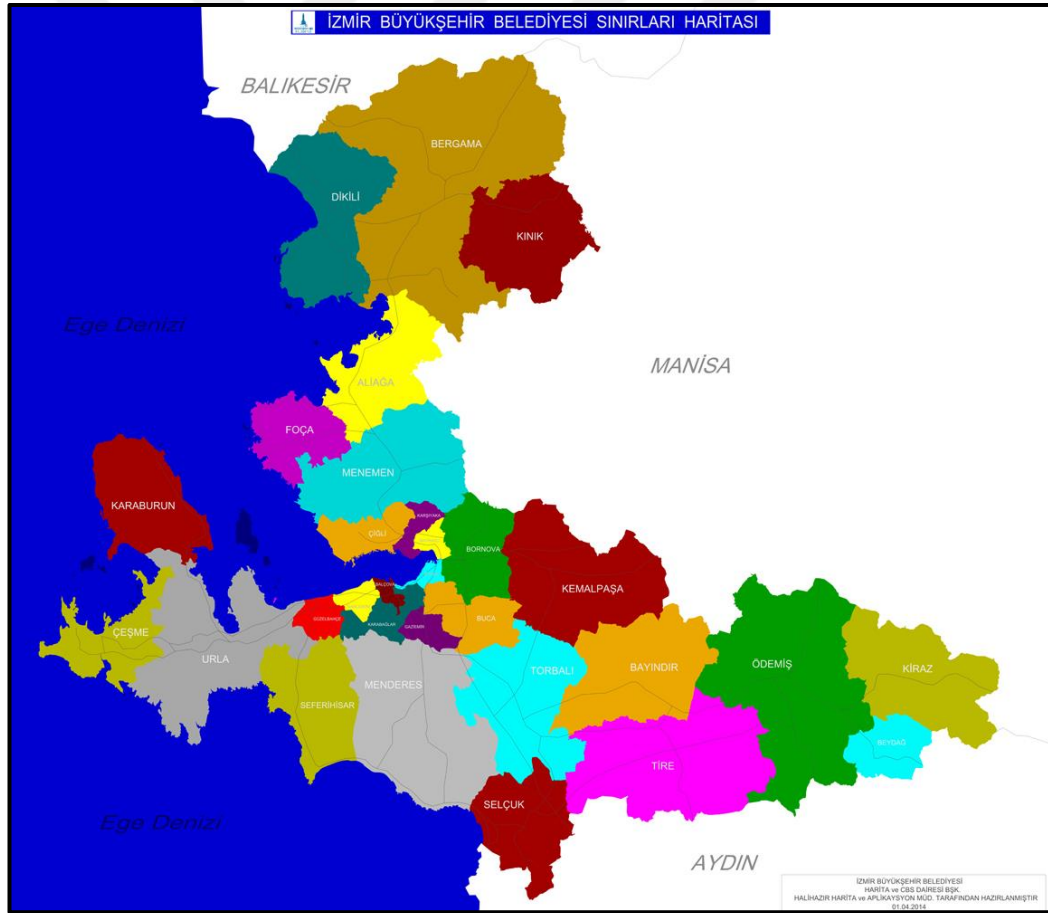 İZMİR BÜYÜKŞEHİR BELEDİYESİ SINIRLARI HARİTASI
BALIKESİR
BERGAMA
DİKİLİ
KINIK
Ege Denizi
MANİSA
ALİAĞA
FOÇA
MENEMEN
KARABURUN
KARŞIYAKA
ÇİĞLİ
BORNOVA
KEMALPAŞA
BALÇOVA
GÜZELBAHÇE
KARABAĞLAR
GAZİEMİR
BUCA
ÇEŞME
URLA
TORBALI
BAYINDIR
ÖDEMİŞ
KİRAZ
MENDERES
SEFERİHİSAR
BEYDAĞ
TİRE
SELÇUK
Ege Denizi
AYDIN
İZMİR BÜYÜKŞEHİR BELEDİYESİ
HARİTA ve CBS DAİRESİ BŞK.
HALİHAZIR HARİTA ve APLİKAYSYON MÜD. TARAFINDAN HAZIRLANMIŞTIR
01.04.2014